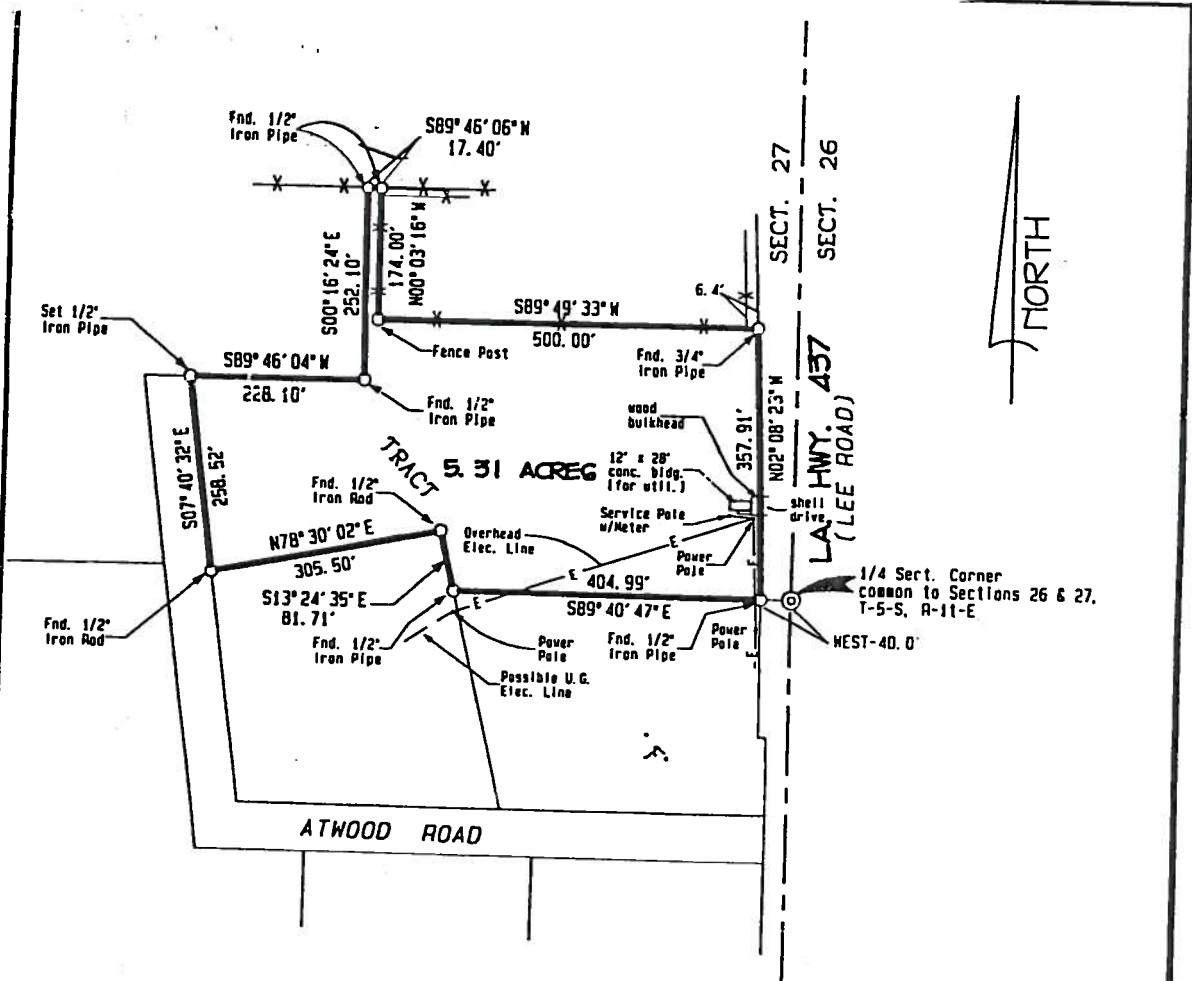 Fnd. 1/2"
Iron Pipe
S89° 46' 06" W
17. 40'
SECT. 27
SECT. 26
NORTH
S00° 16' 24" E
252. 10'
174. 00'
N00° 03' 16" W
6. 4'
S89° 49' 33" W
500. 00'
Set 1/2"
Iron Pipe
Fence Post
Fnd. 3/4"
Iron Pipe
S89° 46' 04" W
228. 10'
Fnd. 1/2"
Iron Pipe
LA. HWY. 437
(LEE ROAD)
357. 91'
N02° 08' 23" W
wood
bulkhead
S07° 40' 32" E
258. 52'
TRACT
5. 31 ACREG
12' x 28'
conc. bldg.
(for util.)
Fnd. 1/2"
Iron Rod
shell
drive
Service Pole
w/Meter
Overhead
Elec. Line
N78° 30' 02" E
305. 50'
Power
Pole
E
E
E
404. 99'
S89° 40' 47" E
1/4 Sect. Corner
common to Sections 26 & 27,
T-5-S, R-11-E
S13° 24' 35" E
81. 71'
E
Fnd. 1/2"
Iron Rod
Fnd. 1/2"
Iron Pipe
Power
Pole
Fnd. 1/2"
Iron Pipe
Power
Pole
E
WEST-40. 0'
Possible U.G.
Elec. Line
ATWOOD ROAD